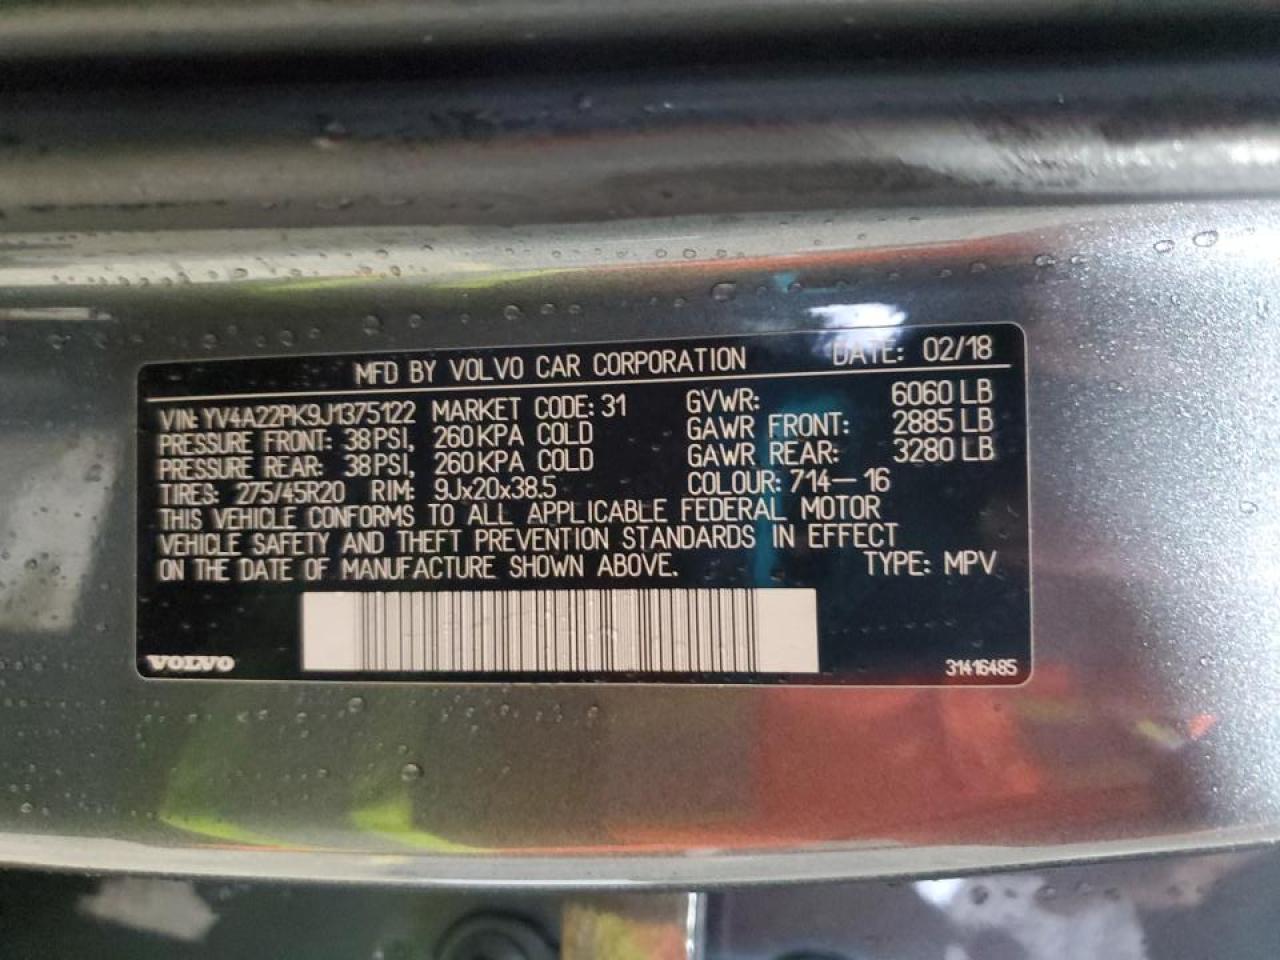 MFD BY VOLVO CAR CORPORATION DATE: 02/18
VIN: YV4A22PK9J1375122 MARKET CODE: 31 GVWR: 6060 LB
PRESSURE FRONT: 38 PSI, 260 KPA COLD GAWR FRONT: 2885 LB
PRESSURE REAR: 38 PSI, 260 KPA COLD GAWR REAR: 3280 LB
TIRES: 275/45R20 RIM: 9Jx20x38.5 COLOUR: 714-16
THIS VEHICLE CONFORMS TO ALL APPLICABLE FEDERAL MOTOR
VEHICLE SAFETY AND THEFT PREVENTION STANDARDS IN EFFECT
ON THE DATE OF MANUFACTURE SHOWN ABOVE. TYPE: MPV
VOLVO 31416485